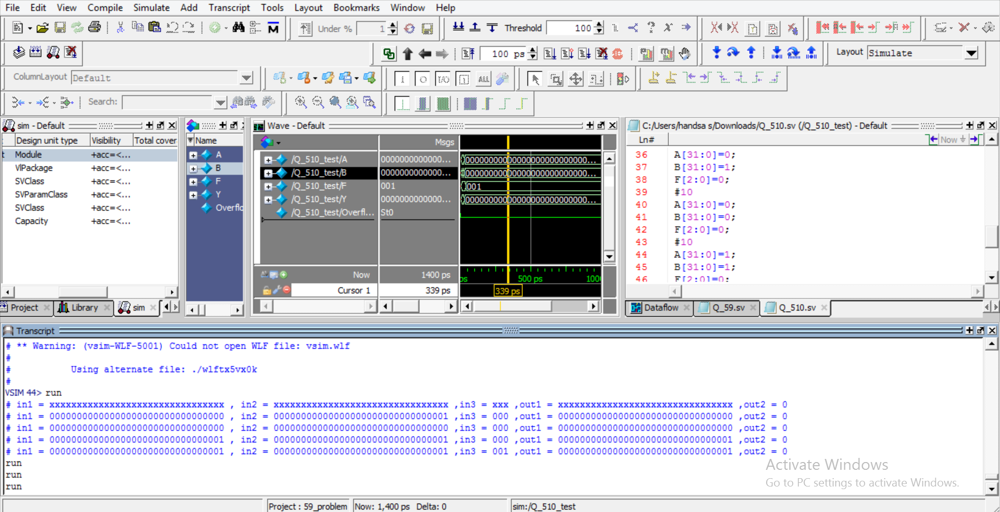 File Edit View Compile Simulate Add Transcript Tools Layout Bookmarks Window Help
Under % 1 Threshold 100
100 ps Layout Simulate
ColumnLayout Default
Search:
sim - Default
Design unit type Visibility Total cover
Module +acc=<...
VlPackage +acc=<...
SVClass +acc=<...
SVParamClass +acc=<...
SVClass +acc=<...
Capacity +acc=<...
Project Library sim
Name
A
B
F
Y
Overflo
Wave - Default
Msgs
/Q_510_test/A 0000000000000...
/Q_510_test/B 0000000000000...
/Q_510_test/F 001 001
/Q_510_test/Y 0000000000000...
/Q_510_test/Overfl... St0
Now 1400 ps ps 500 ps 100
Cursor 1 339 ps 339 ps
C:/Users/handsa s/Downloads/Q_510.sv (/Q_510_test) - Default
Ln# Now
36 A[31:0]=0;
37 B[31:0]=1;
38 F[2:0]=0;
39 #10
40 A[31:0]=0;
41 B[31:0]=0;
42 F[2:0]=0;
43 #10
44 A[31:0]=1;
45 B[31:0]=1;
46 F[2:0]=0;
Dataflow Q_59.sv Q_510.sv
Transcript
# ** Warning: (vsim-WLF-5001) Could not open WLF file: vsim.wlf
#
# Using alternate file: ./wlftx5vx0k
#
VSIM 44> run
# in1 = xxxxxxxxxxxxxxxxxxxxxxxxxxxxxxxx , in2 = xxxxxxxxxxxxxxxxxxxxxxxxxxxxxxxx ,in3 = xxx ,out1 = xxxxxxxxxxxxxxxxxxxxxxxxxxxxxxxx ,out2 = 0
# in1 = 00000000000000000000000000000000 , in2 = 00000000000000000000000000000001 ,in3 = 000 ,out1 = 00000000000000000000000000000000 ,out2 = 0
# in1 = 00000000000000000000000000000000 , in2 = 00000000000000000000000000000000 ,in3 = 000 ,out1 = 00000000000000000000000000000000 ,out2 = 0
# in1 = 00000000000000000000000000000001 , in2 = 00000000000000000000000000000001 ,in3 = 000 ,out1 = 00000000000000000000000000000001 ,out2 = 0
# in1 = 00000000000000000000000000000001 , in2 = 00000000000000000000000000000001 ,in3 = 001 ,out1 = 00000000000000000000000000000001 ,out2 = 0
run
run
run
Activate Windows
Go to PC settings to activate Windows.
Project : 59_problem Now: 1,400 ps Delta: 0 sim:/Q_510_test